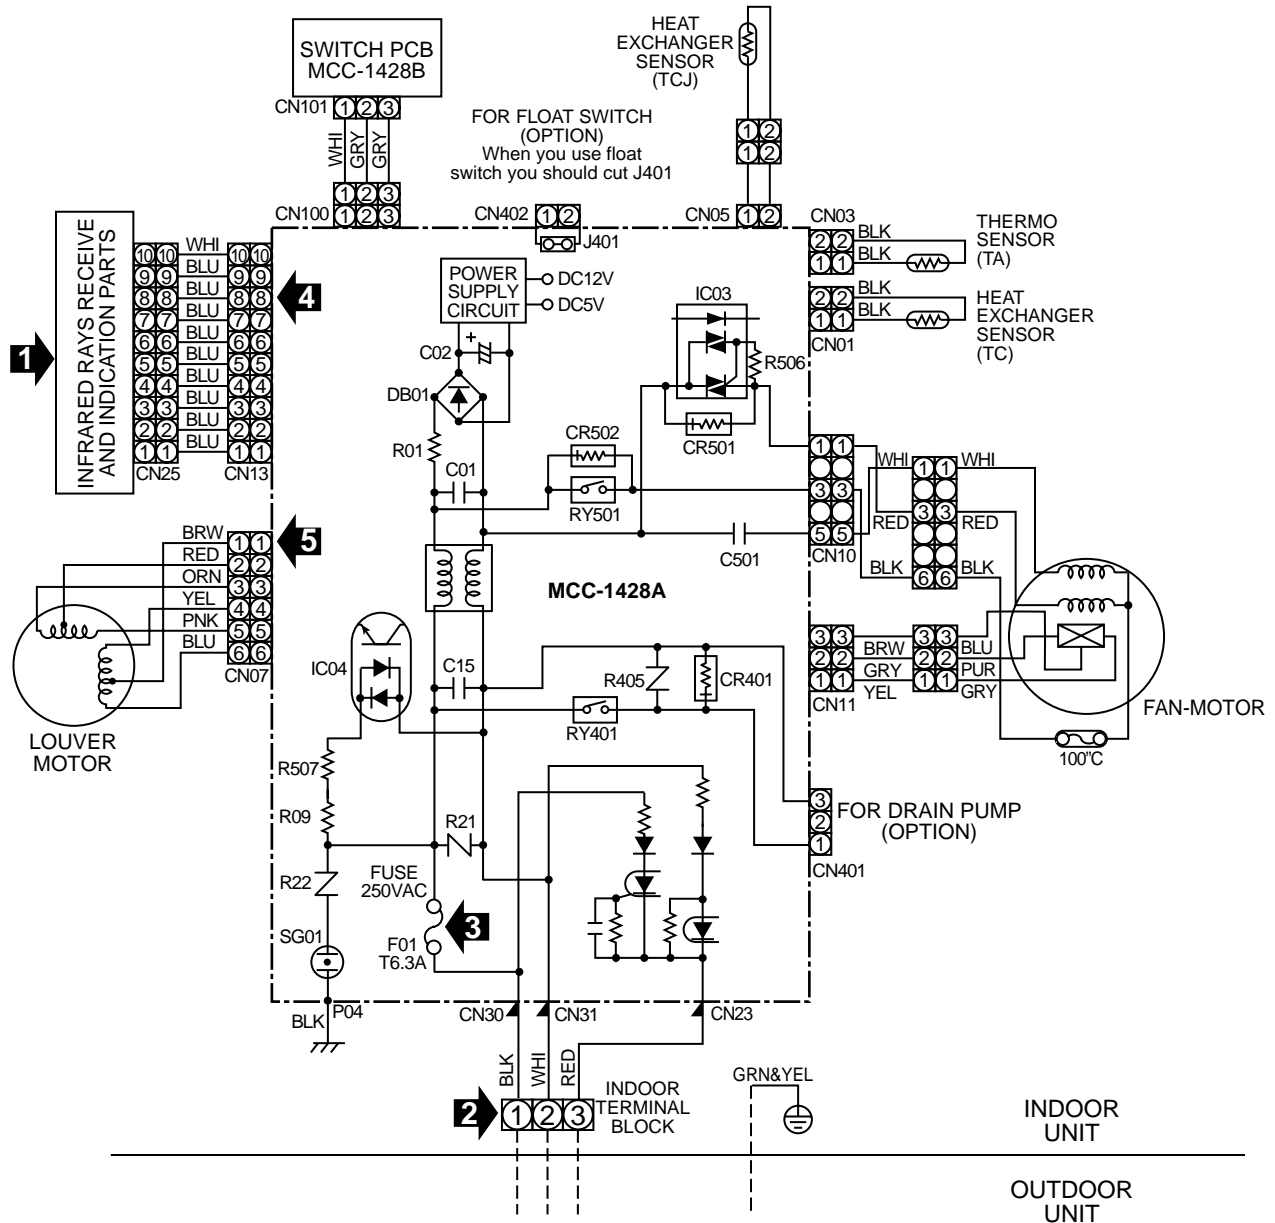 HEAT
EXCHANGER
SENSOR
(TCJ)
SWITCH PCB
MCC-1428B
CN101
1 2 3
WHI
GRY
GRY
1 2 3
CN100
1 2 3
FOR FLOAT SWITCH
(OPTION)
When you use float
switch you should cut J401
CN402
1 2
J401
1 2
1 2
CN05
1 2
CN03
2 2
BLK
1 1
BLK
THERMO
SENSOR
(TA)
2 2
BLK
1 1
BLK
CN01
HEAT
EXCHANGER
SENSOR
(TC)
1
INFRARED RAYS RECEIVE
AND INDICATION PARTS
10 10 WHI 10 10
9 9 BLU 9 9
8 8 BLU 8 8
7 7 BLU 7 7
6 6 BLU 6 6
5 5 BLU 5 5
4 4 BLU 4 4
3 3 BLU 3 3
2 2 BLU 2 2
1 1 BLU 1 1
CN25
CN13
4
POWER
SUPPLY
CIRCUIT
DC12V
DC5V
+
C02
DB01
R01
C01
IC03
R506
CR501
CR502
RY501
C501
MCC-1428A
1 1
3 3
5 5
CN10
WHI
RED
BLK
1 1
3 3
6 6
WHI
RED
BLK
5
BRW 1 1
RED 2 2
ORN 3 3
YEL 4 4
PNK 5 5
BLU 6 6
CN07
LOUVER
MOTOR
IC04
C15
R405
CR401
RY401
3 3
2 2
1 1
CN11
BRW
GRY
YEL
3 3
2 2
1 1
BLU
PUR
GRY
FAN-MOTOR
100"C
R507
R09
R21
R22
FUSE
250VAC
3
F01
T6.3A
SG01
P04
BLK
3
2
1
FOR DRAIN PUMP
(OPTION)
CN401
CN30
CN31
CN23
BLK
WHI
RED
2
1 2 3
INDOOR
TERMINAL
BLOCK
GRN&YEL
INDOOR
UNIT
OUTDOOR
UNIT